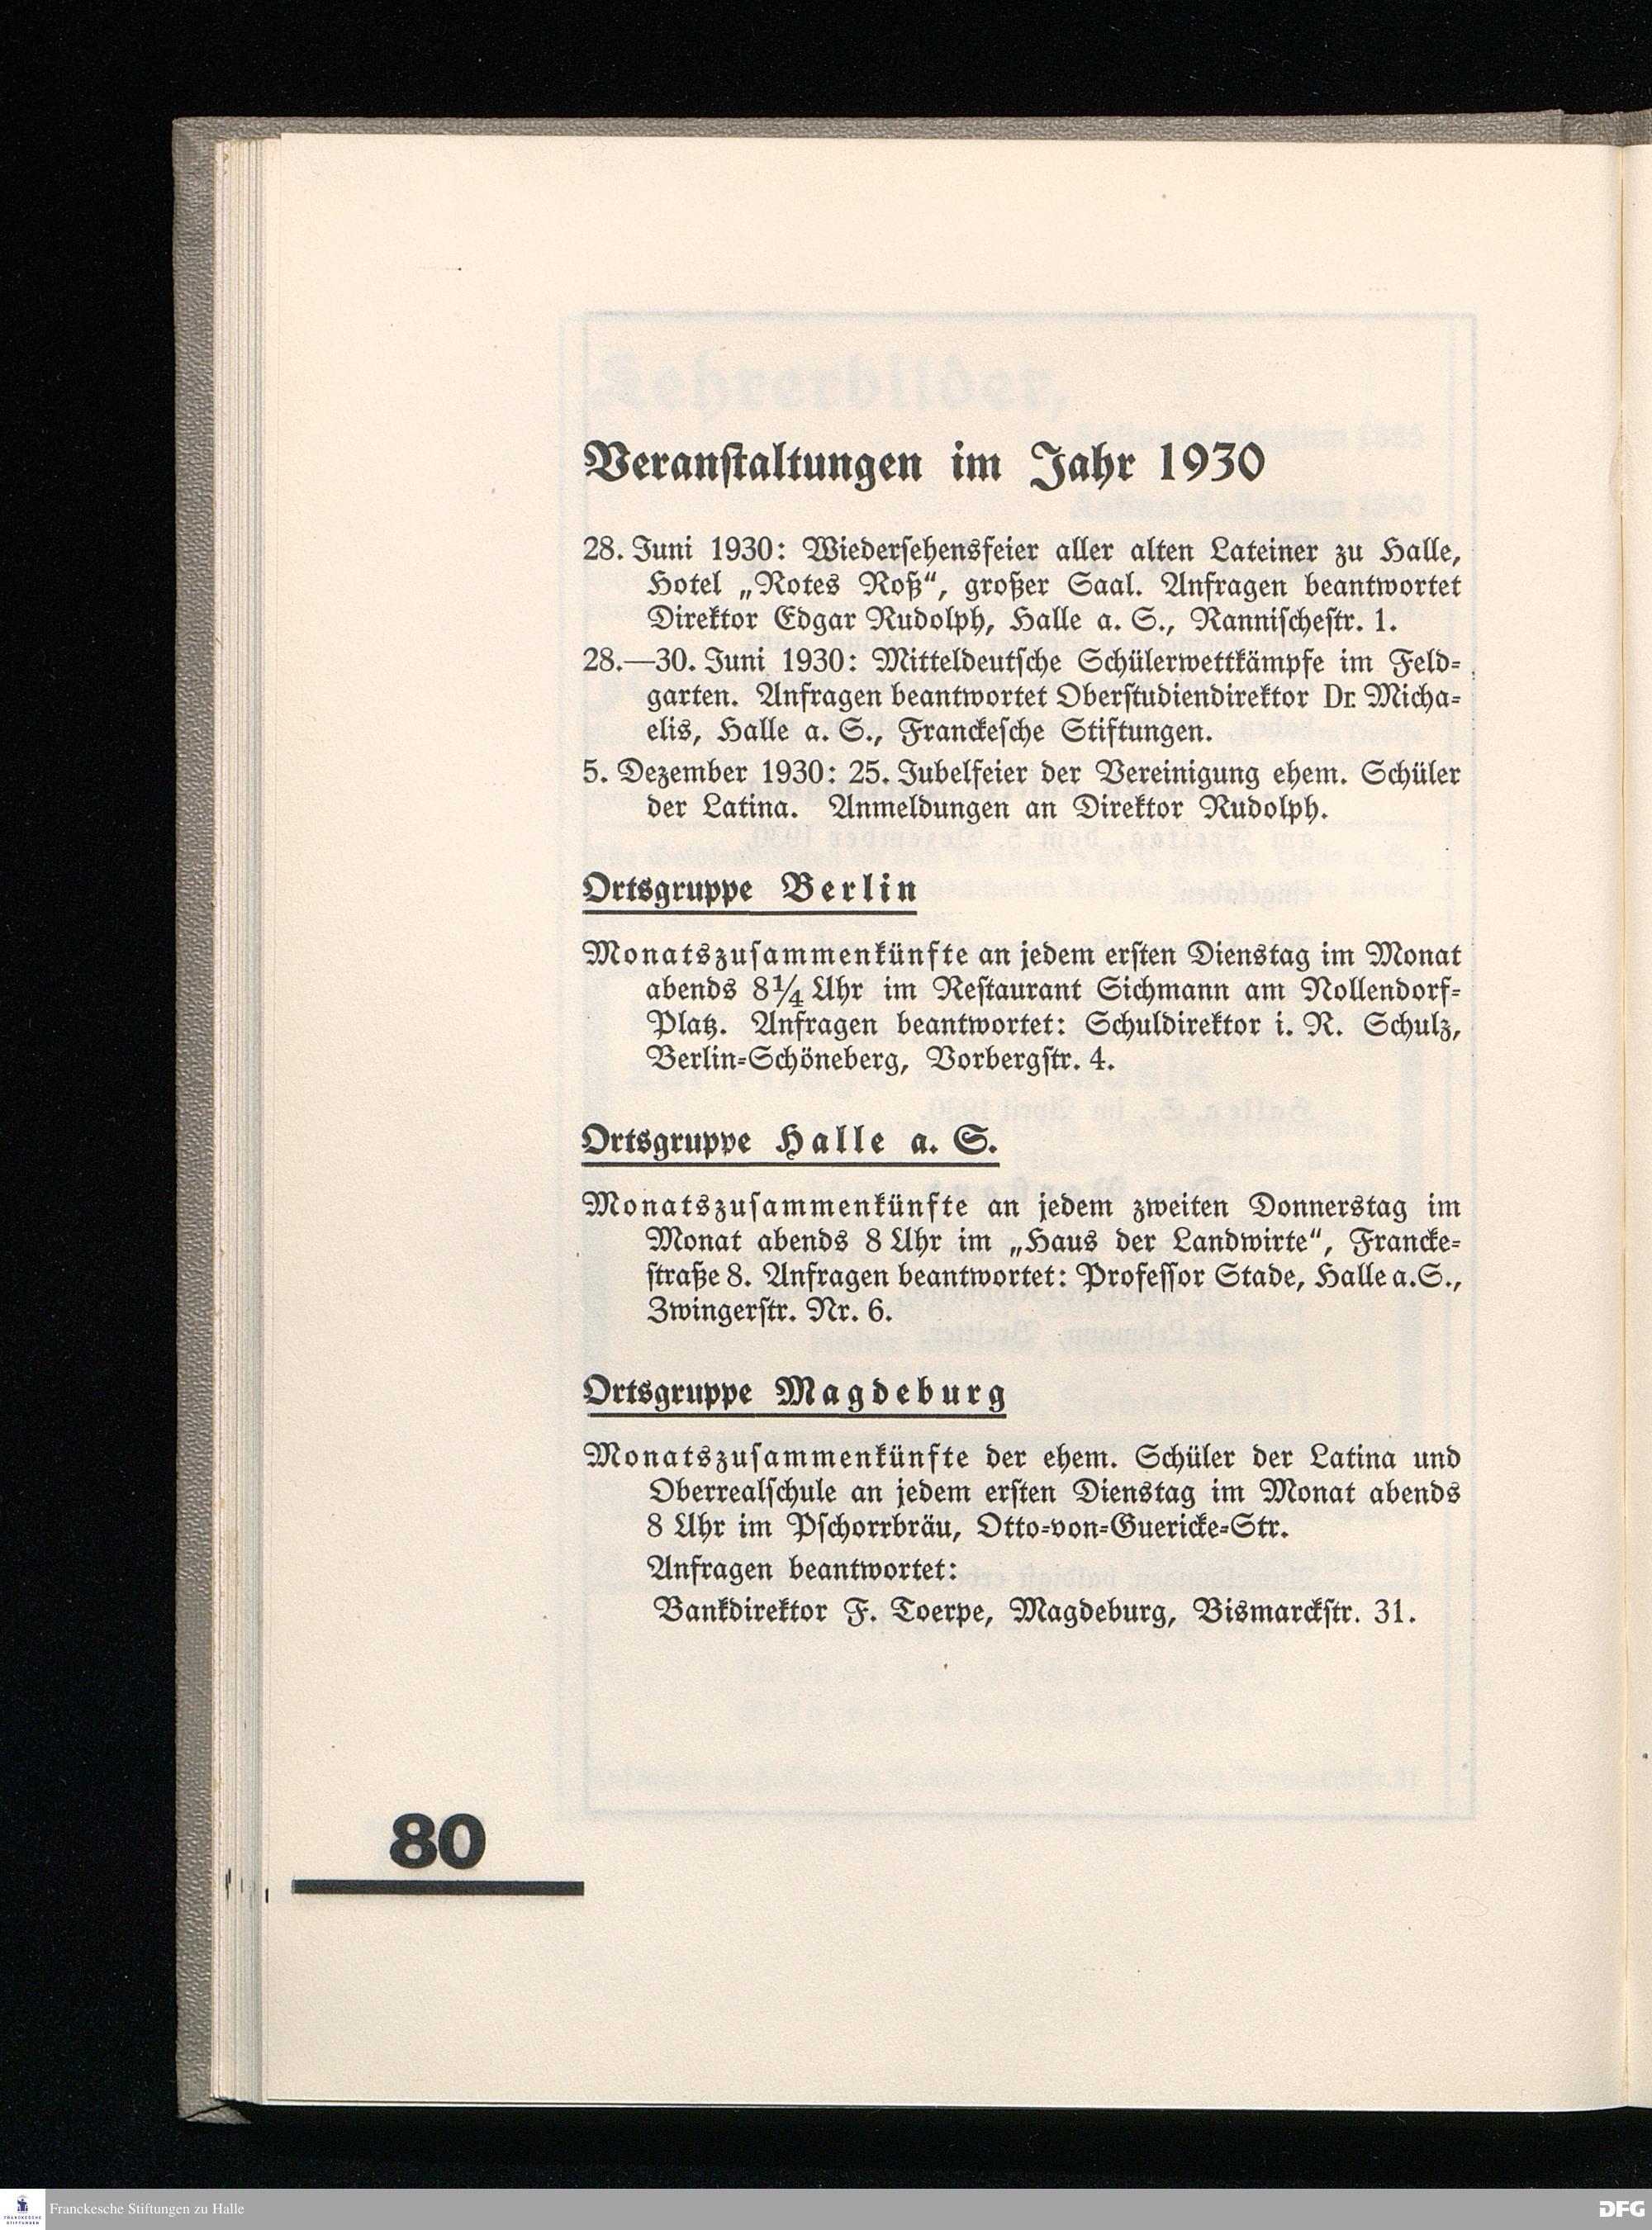 Veranstaltungen im Jahr 1930
28. Juni 1930: Wiedersehensfeier aller alten Lateiner zu Halle,
Hotel „Rotes Roß“, großer Saal. Anfragen beantwortet
Direktor Edgar Rudolph, Halle a. S., Rannischestr. 1.
28.—30. Juni 1930: Mitteldeutsche Schülerwettkämpfe im Feld-
garten. Anfragen beantwortet Oberstudiendirektor Dr. Micha-
elis, Halle a. S., Franckesche Stiftungen.
5. Dezember 1930: 25. Jubelfeier der Vereinigung ehem. Schüler
der Latina. Anmeldungen an Direktor Rudolph.
Ortsgruppe Berlin
Monatszusammenkünfte an jedem ersten Dienstag im Monat
abends 8¼ Uhr im Restaurant Sichmann am Nollendorf-
Platz. Anfragen beantwortet: Schuldirektor i. R. Schulz,
Berlin-Schöneberg, Vorbergstr. 4.
Ortsgruppe Halle a. S.
Monatszusammenkünfte an jedem zweiten Donnerstag im
Monat abends 8 Uhr im „Haus der Landwirte“, Francke-
straße 8. Anfragen beantwortet: Professor Stade, Halle a.S.,
Zwingerstr. Nr. 6.
Ortsgruppe Magdeburg
Monatszusammenkünfte der ehem. Schüler der Latina und
Oberrealschule an jedem ersten Dienstag im Monat abends
8 Uhr im Pschorrbräu, Otto-von-Guericke-Str.
Anfragen beantwortet:
Bankdirektor F. Toerpe, Magdeburg, Bismarckstr. 31.
80
Franckesche Stiftungen zu Halle
DFG